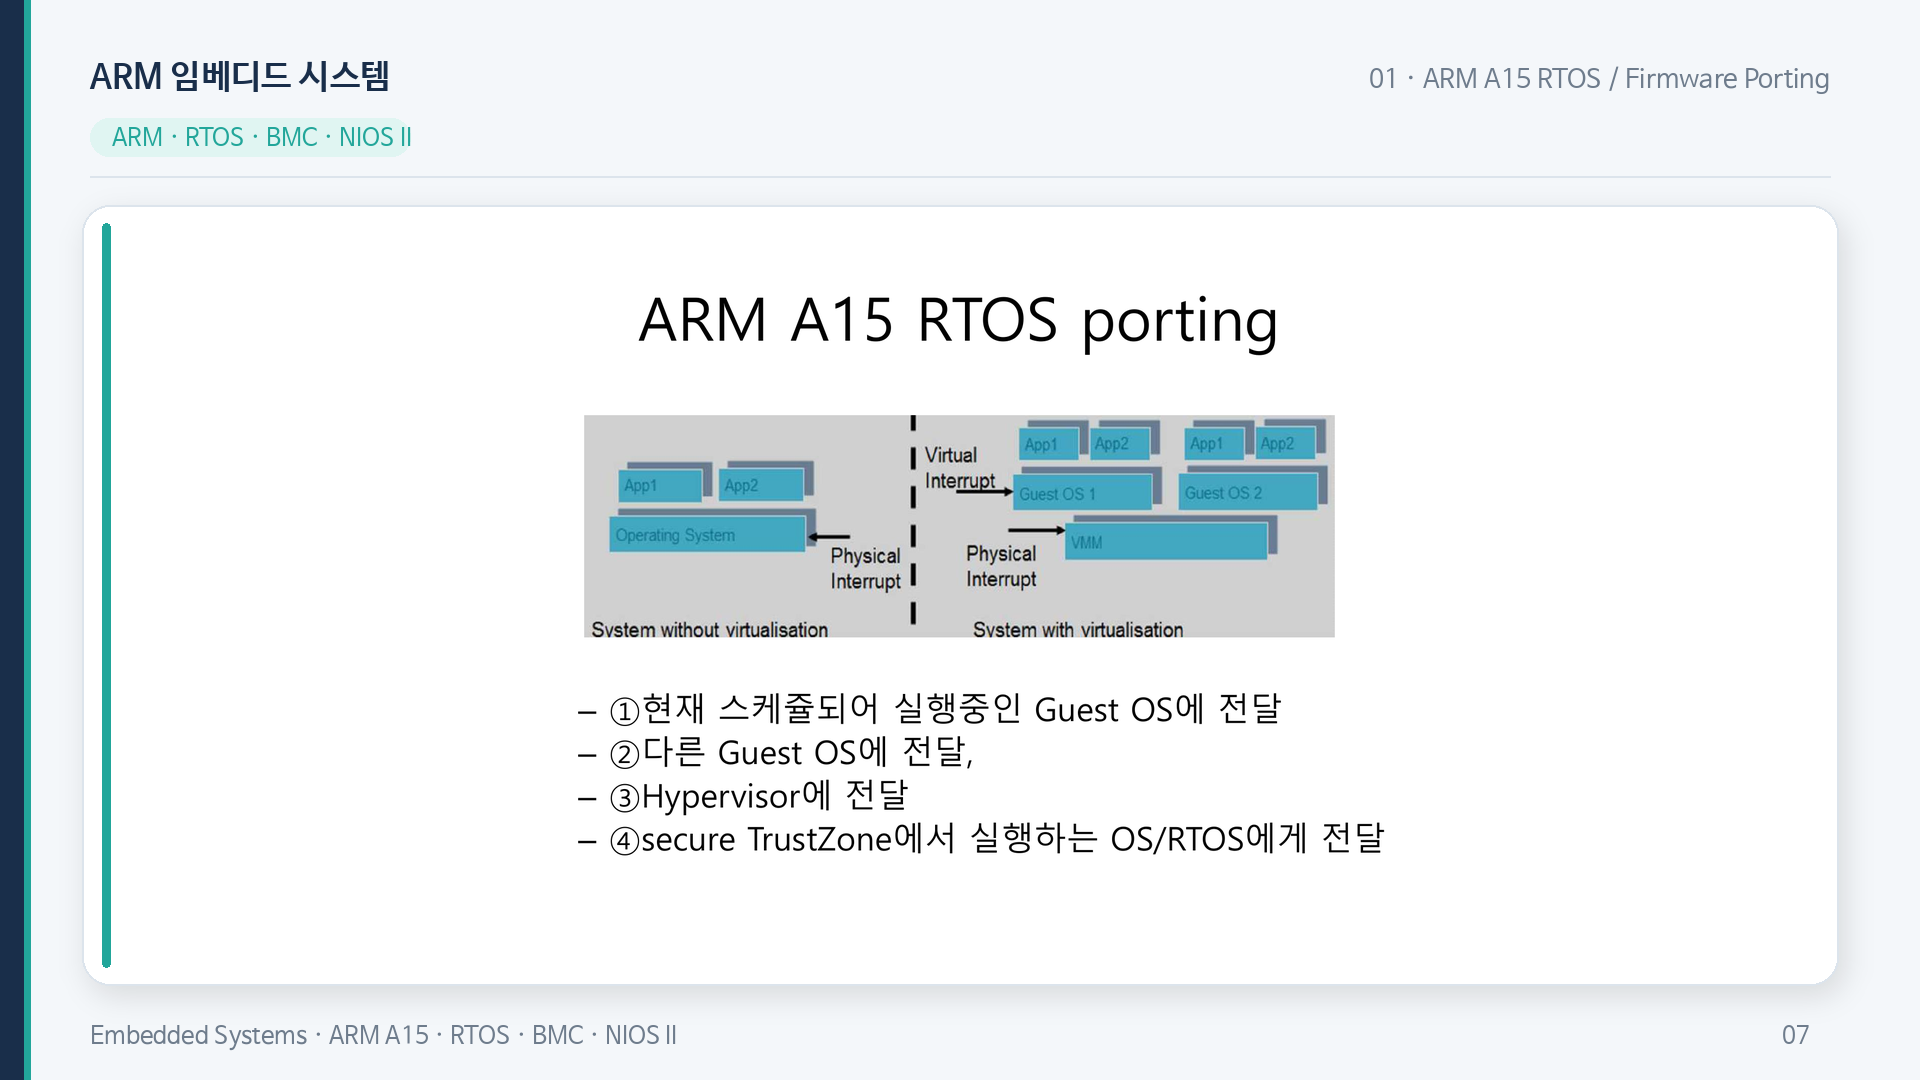 ARM 임베디드 시스템
01 · ARM A15 RTOS / Firmware Porting
ARM · RTOS · BMC · NIOS II
ARM A15 RTOS porting
App1
App2
Operating System
Physical
Interrupt
System without virtualisation
Virtual
Interrupt
App1
App2
App1
App2
Guest OS 1
Guest OS 2
VMM
Physical
Interrupt
System with virtualisation
– ①현재 스케쥴되어 실행중인 Guest OS에 전달
– ②다른 Guest OS에 전달,
– ③Hypervisor에 전달
– ④secure TrustZone에서 실행하는 OS/RTOS에게 전달
Embedded Systems · ARM A15 · RTOS · BMC · NIOS II
07